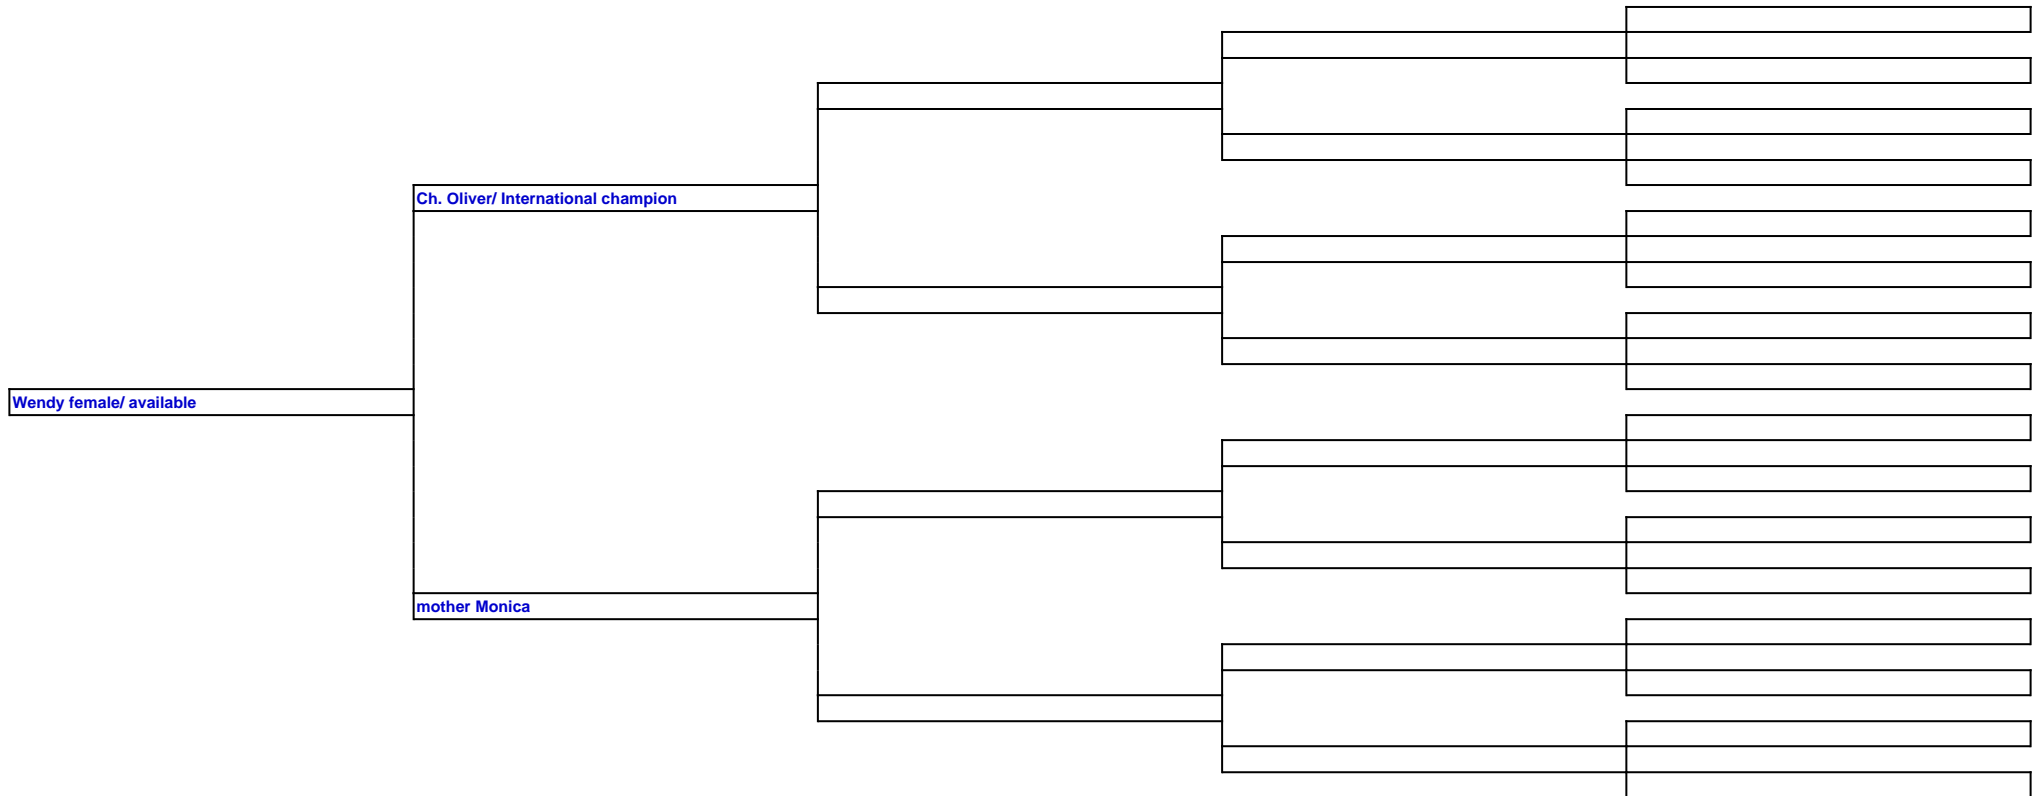 Ch. Oliver/ International champion
Wendy female/ available
mother Monica